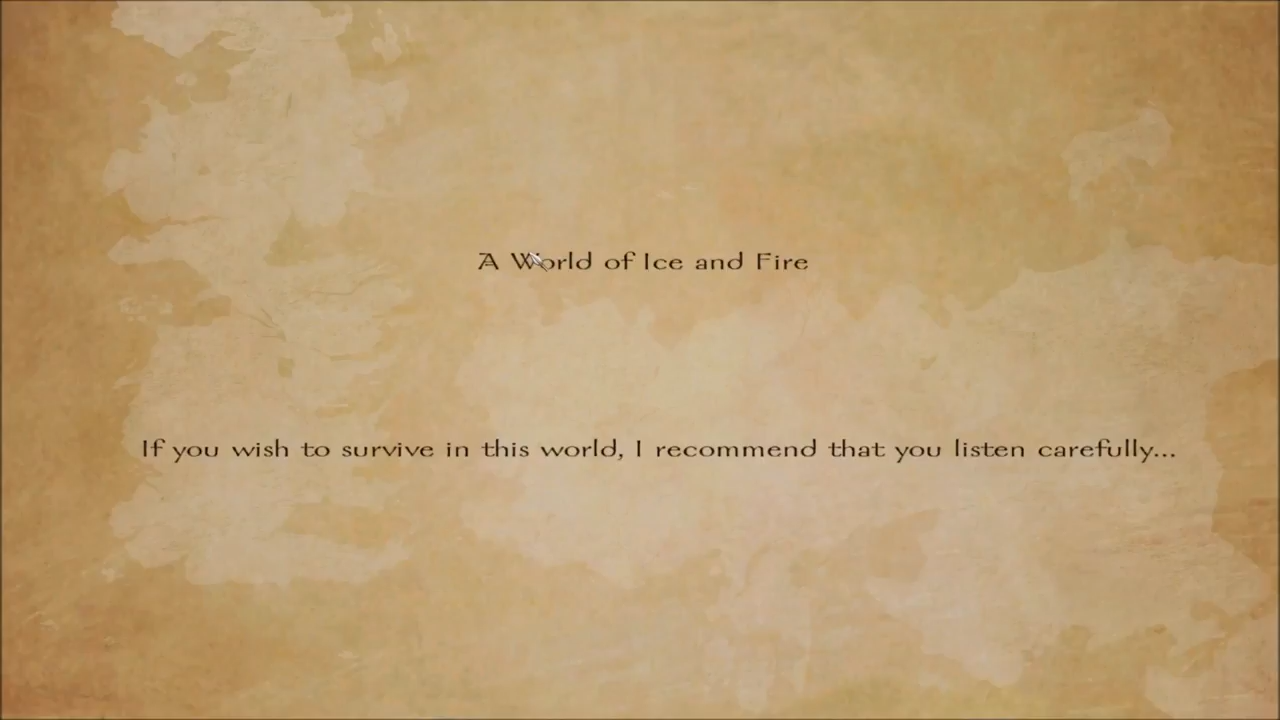 A World of Ice and Fire
If you wish to survive in this world, I recommend that you listen carefully...